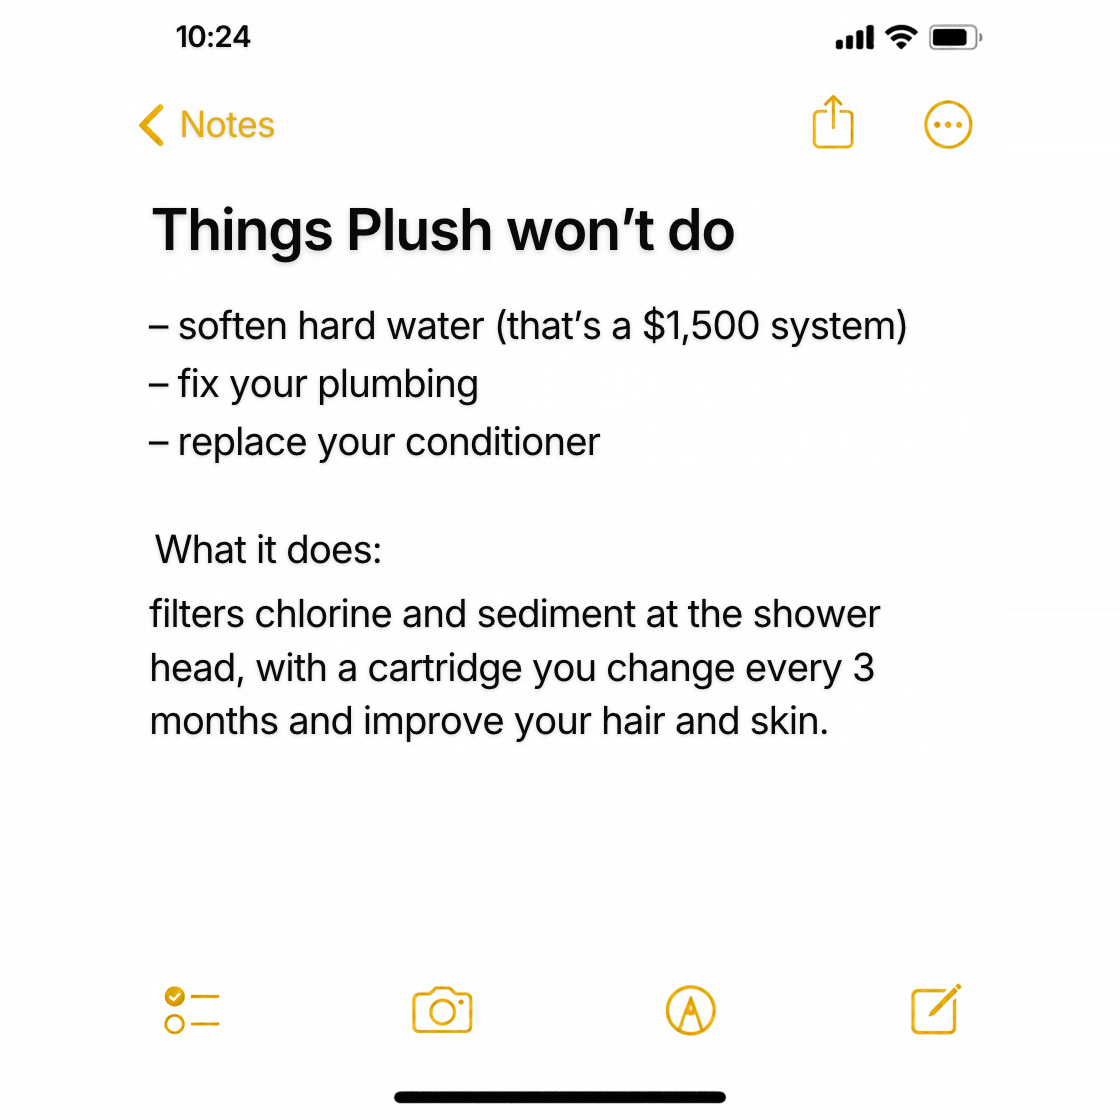 10:24
Notes
Things Plush won’t do
– soften hard water (that’s a $1,500 system)
– fix your plumbing
– replace your conditioner
What it does:
filters chlorine and sediment at the shower
head, with a cartridge you change every 3
months and improve your hair and skin.